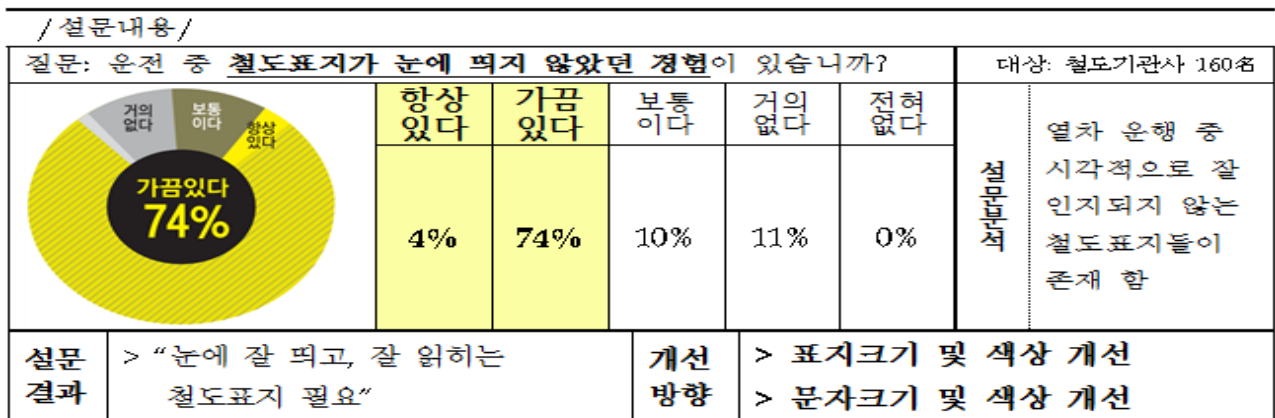 /설문내용/
질문: 운전 중 철도표지가 눈에 띄지 않았던 경험이 있습니까?
대상: 철도기관사 160名
거의
없다
보통
이다
항상
있다
가끔있다
74%
항상
있다
가끔
있다
보통
이다
거의
없다
전혀
없다
4%
74%
10%
11%
0%
설문분석
열차 운행 중
시각적으로 잘
인지되지 않는
철도표지들이
존재 함
설문
결과
> "눈에 잘 띄고, 잘 읽히는
철도표지 필요"
개선
방향
> 표지크기 및 색상 개선
> 문자크기 및 색상 개선